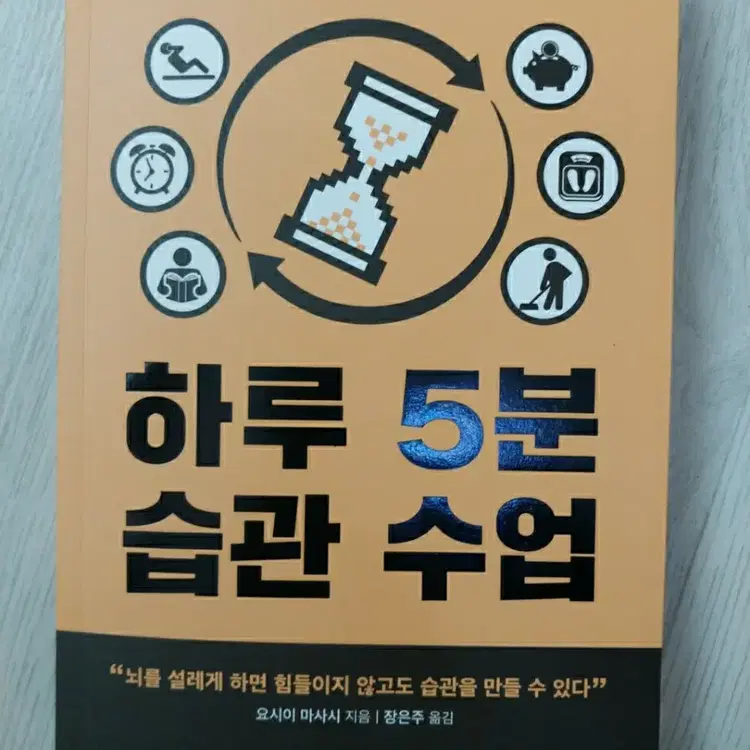 하루 5분
습관 수업
“뇌를 설레게 하면 힘들이지 않고도 습관을 만들 수 있다”
요시이 마사시 지음 | 장은주 옮김